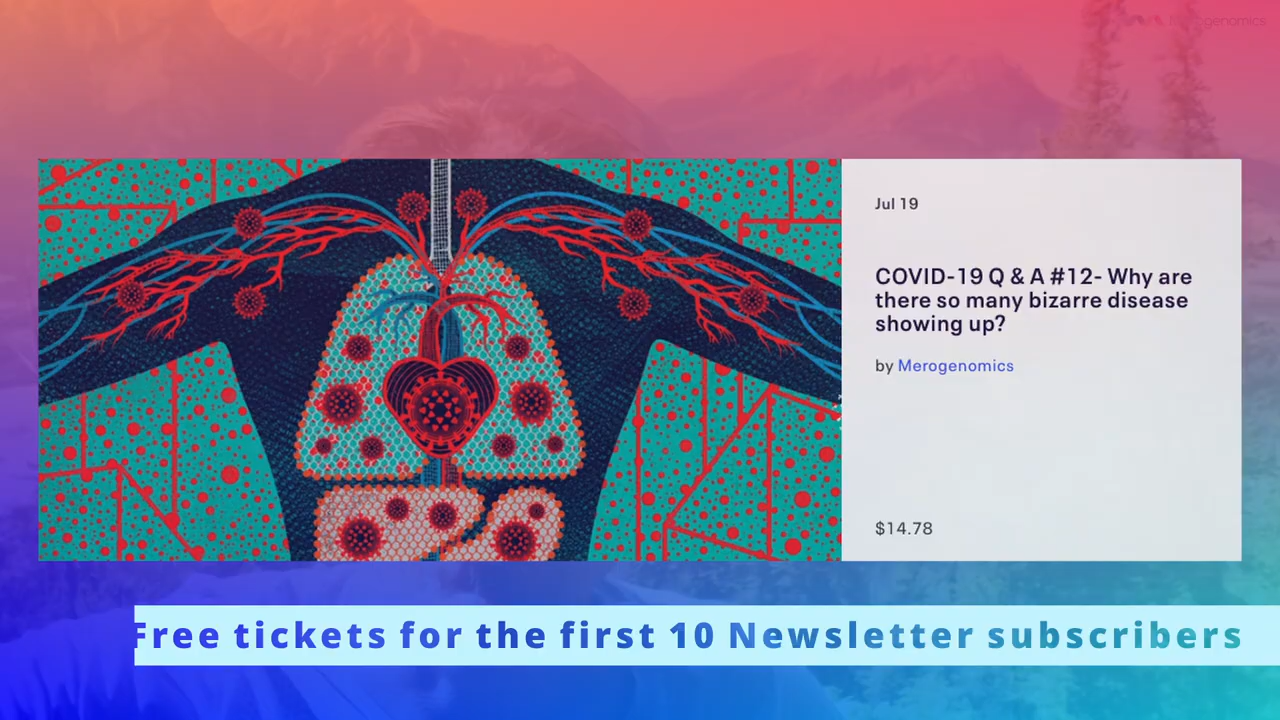 Merogenomics
Jul 19
COVID-19 Q & A #12- Why are
there so many bizarre disease
showing up?
by Merogenomics
$14.78
Free tickets for the first 10 Newsletter subscribers